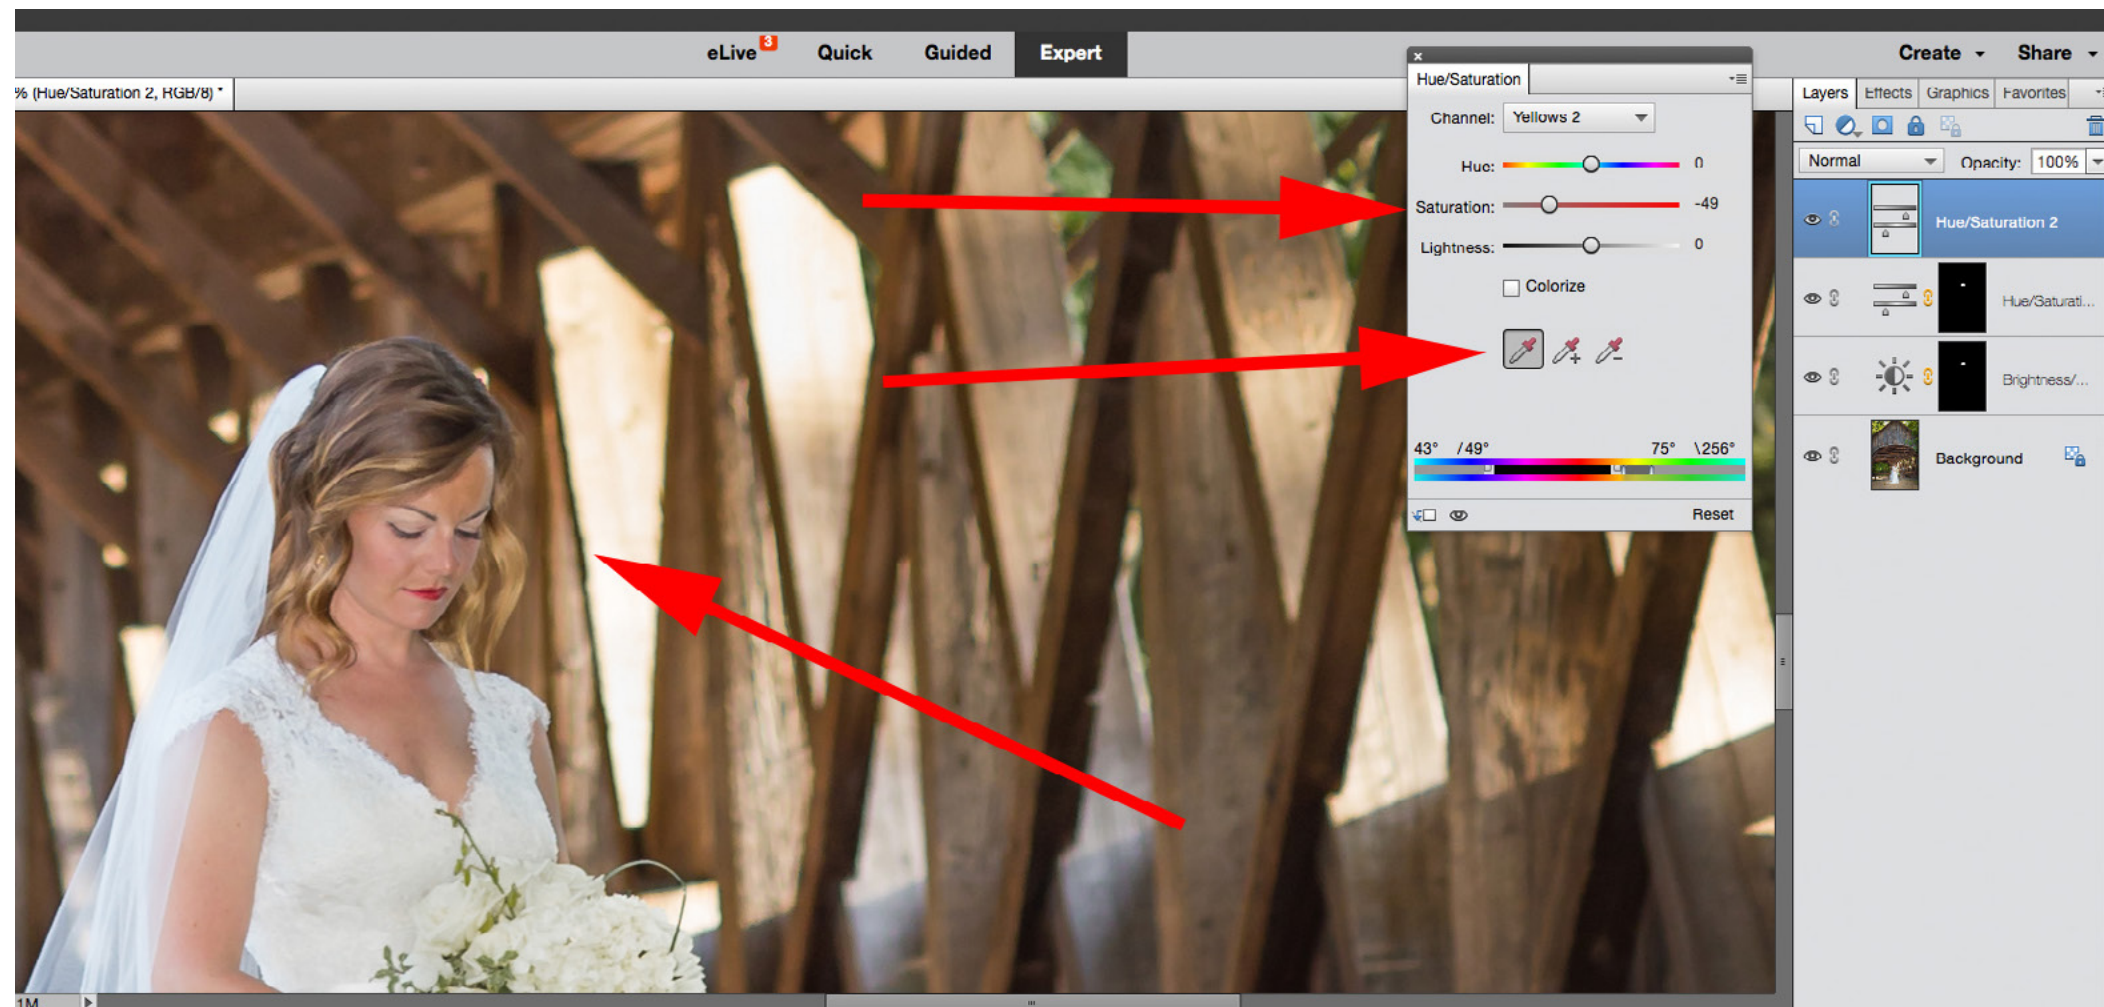 eLive 3 Quick Guided Expert Create Share
% (Hue/Saturation 2, RGB/8) *
Hue/Saturation
Channel: Yellows 2
Hue: 0
Saturation: -49
Lightness: 0
Colorize
43° /49° 75° \256°
Reset
Layers Effects Graphics Favorites
Normal Opacity: 100%
Hue/Saturation 2
Hue/Saturati...
Brightness/...
Background
1M